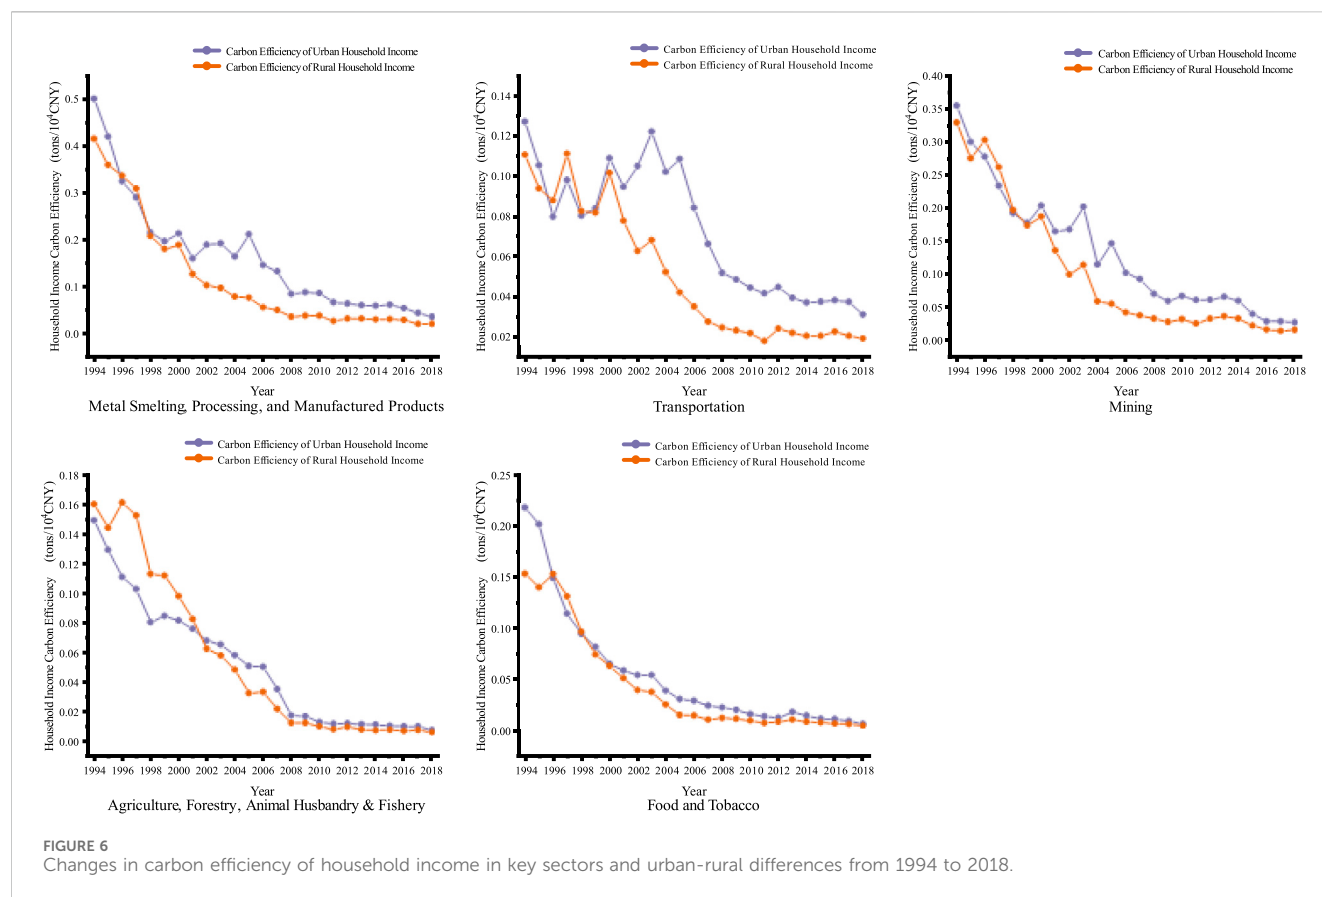 Carbon Efficiency of Urban Household Income
Carbon Efficiency of Rural Household Income
Household Income Carbon Efficiency (tons/10⁴CNY)
0.5
0.4
0.3
0.2
0.1
0.0
1994 1996 1998 2000 2002 2004 2006 2008 2010 2012 2014 2016 2018
Year
Metal Smelting, Processing, and Manufactured Products
Carbon Efficiency of Urban Household Income
Carbon Efficiency of Rural Household Income
Household Income Carbon Efficiency (tons/10⁴CNY)
0.14
0.12
0.10
0.08
0.06
0.04
0.02
1994 1996 1998 2000 2002 2004 2006 2008 2010 2012 2014 2016 2018
Year
Transportation
Carbon Efficiency of Urban Household Income
Carbon Efficiency of Rural Household Income
Household Income Carbon Efficiency (tons/10⁴CNY)
0.40
0.35
0.30
0.25
0.20
0.15
0.10
0.05
0.00
1994 1996 1998 2000 2002 2004 2006 2008 2010 2012 2014 2016 2018
Year
Mining
Carbon Efficiency of Urban Household Income
Carbon Efficiency of Rural Household Income
Household Income Carbon Efficiency (tons/10⁴CNY)
0.18
0.16
0.14
0.12
0.10
0.08
0.06
0.04
0.02
0.00
1994 1996 1998 2000 2002 2004 2006 2008 2010 2012 2014 2016 2018
Year
Agriculture, Forestry, Animal Husbandry & Fishery
Carbon Efficiency of Urban Household Income
Carbon Efficiency of Rural Household Income
Household Income Carbon Efficiency (tons/10⁴CNY)
0.25
0.20
0.15
0.10
0.05
0.00
1994 1996 1998 2000 2002 2004 2006 2008 2010 2012 2014 2016 2018
Year
Food and Tobacco
FIGURE 6
Changes in carbon efficiency of household income in key sectors and urban-rural differences from 1994 to 2018.